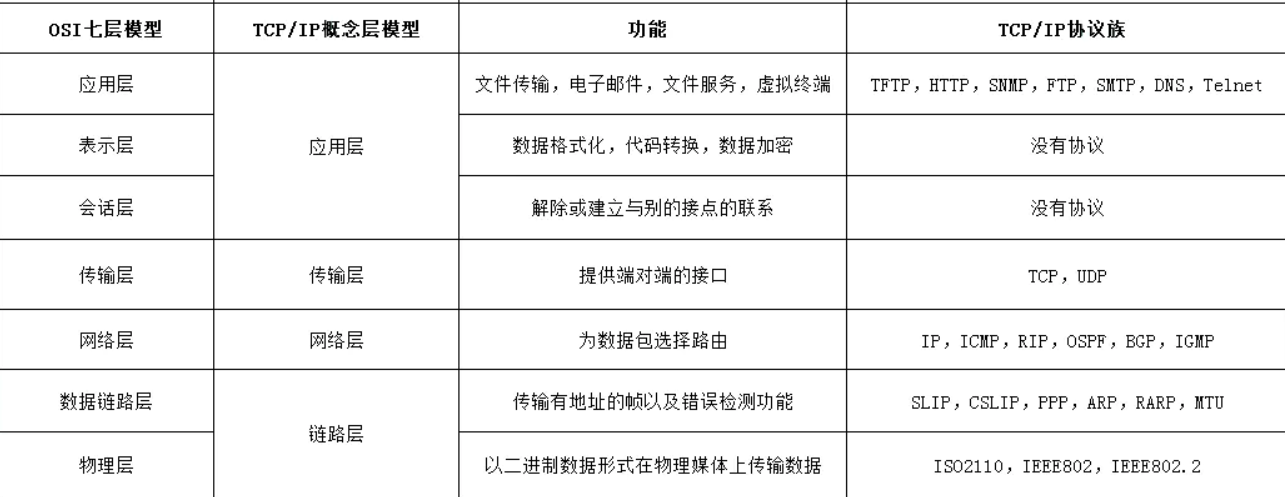 OSI七层模型 TCP/IP概念层模型 功能 TCP/IP协议族
应用层 文件传输，电子邮件，文件服务，虚拟终端 TFTP，HTTP，SNMP，FTP，SMTP，DNS，Telnet
表示层 应用层 数据格式化，代码转换，数据加密 没有协议
会话层 解除或建立与别的接点的联系 没有协议
传输层 传输层 提供端对端的接口 TCP，UDP
网络层 网络层 为数据包选择路由 IP，ICMP，RIP，OSPF，BGP，IGMP
数据链路层 传输有地址的帧以及错误检测功能 SLIP，CSLIP，PPP，ARP，RARP，MTU
链路层
物理层 以二进制数据形式在物理媒体上传输数据 ISO2110，IEEE802，IEEE802.2